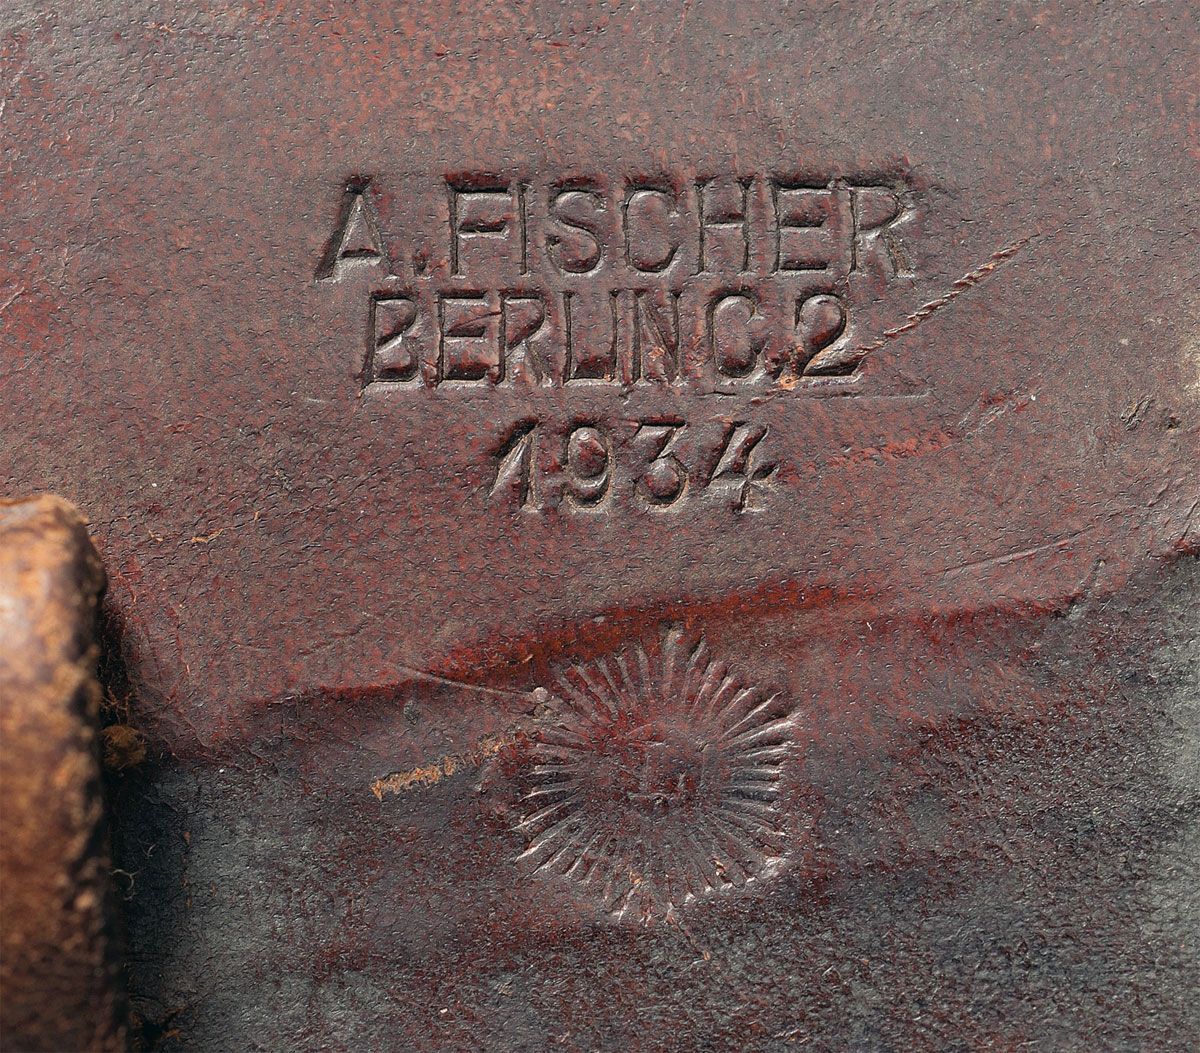 A. FISCHER
BERLIN C.2
1934